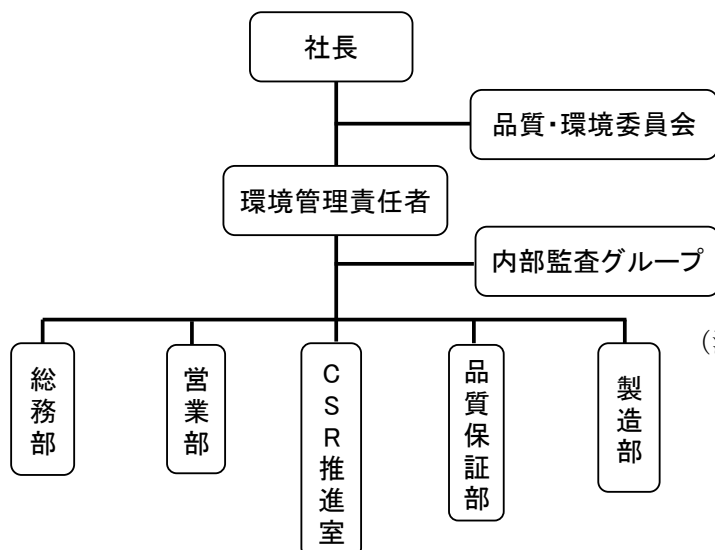 社長
品質・環境委員会
環境管理責任者
内部監査グループ
総務部
営業部
CSR推進室
品質保証部
製造部
(